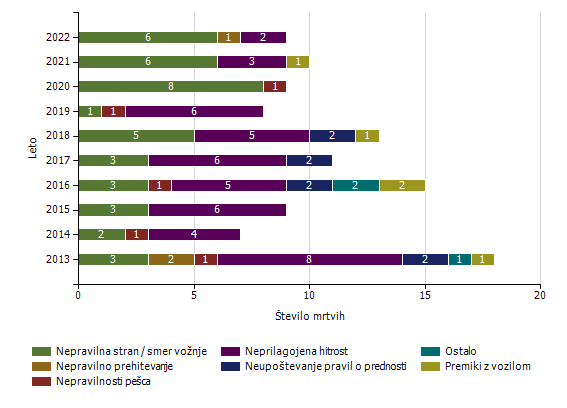 2022 6 1 2
2021 6 3 1
2020 8 1
2019 1 1 6
2018 5 5 2 1
2017 3 6 2
2016 3 1 5 2 2 2
2015 3 6
2014 2 1 4
2013 3 2 1 8 2 1 1
Leto
0 5 10 15 20
Število mrtvih
Nepravilna stran / smer vožnje Neprilagojena hitrost Ostalo
Nepravilno prehitevanje Neupoštevanje pravil o prednosti Premiki z vozilom
Nepravilnosti pešca